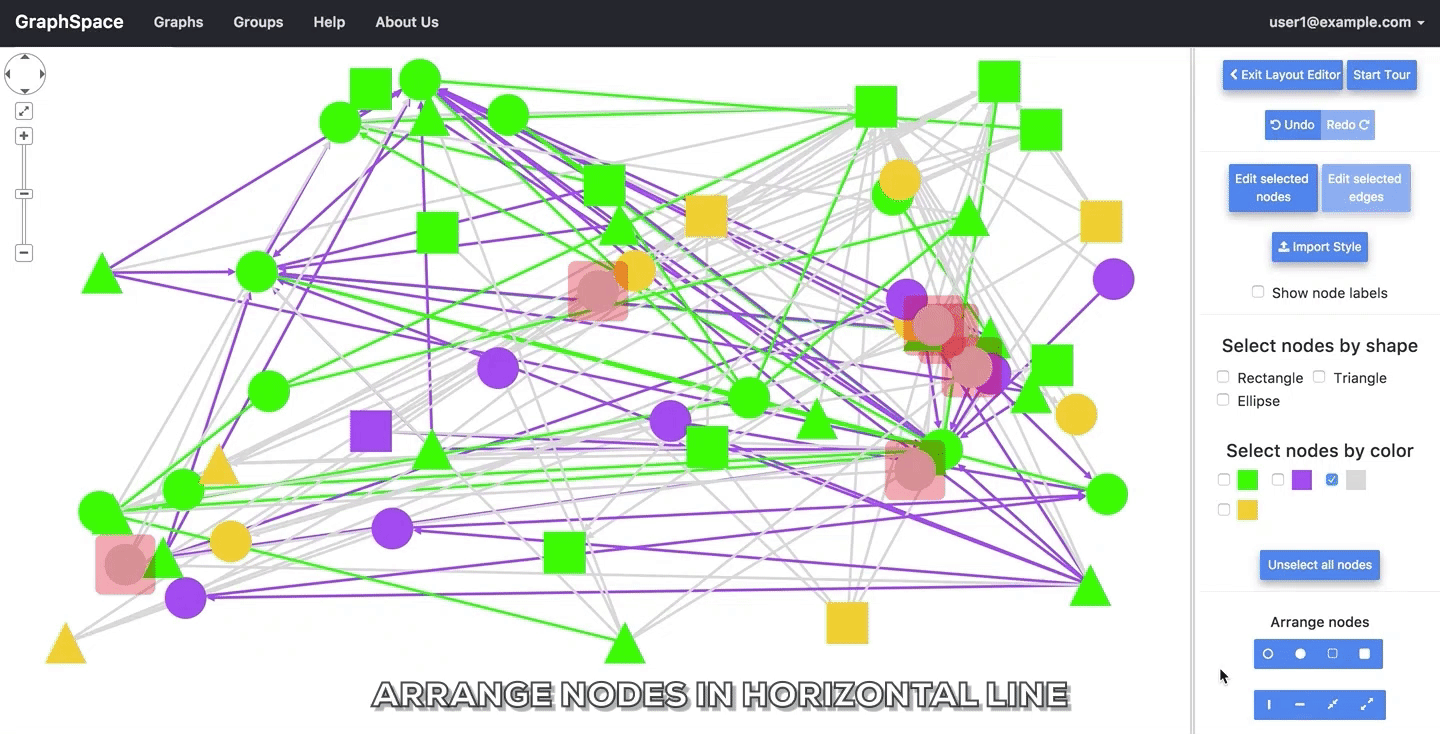 GraphSpace Graphs Groups Help About Us user1@example.com
Exit Layout Editor Start Tour
Undo Redo
Edit selected nodes Edit selected edges
Import Style
Show node labels
Select nodes by shape
Rectangle Triangle
Ellipse
Select nodes by color
Unselect all nodes
Arrange nodes
ARRANGE NODES IN HORIZONTAL LINE